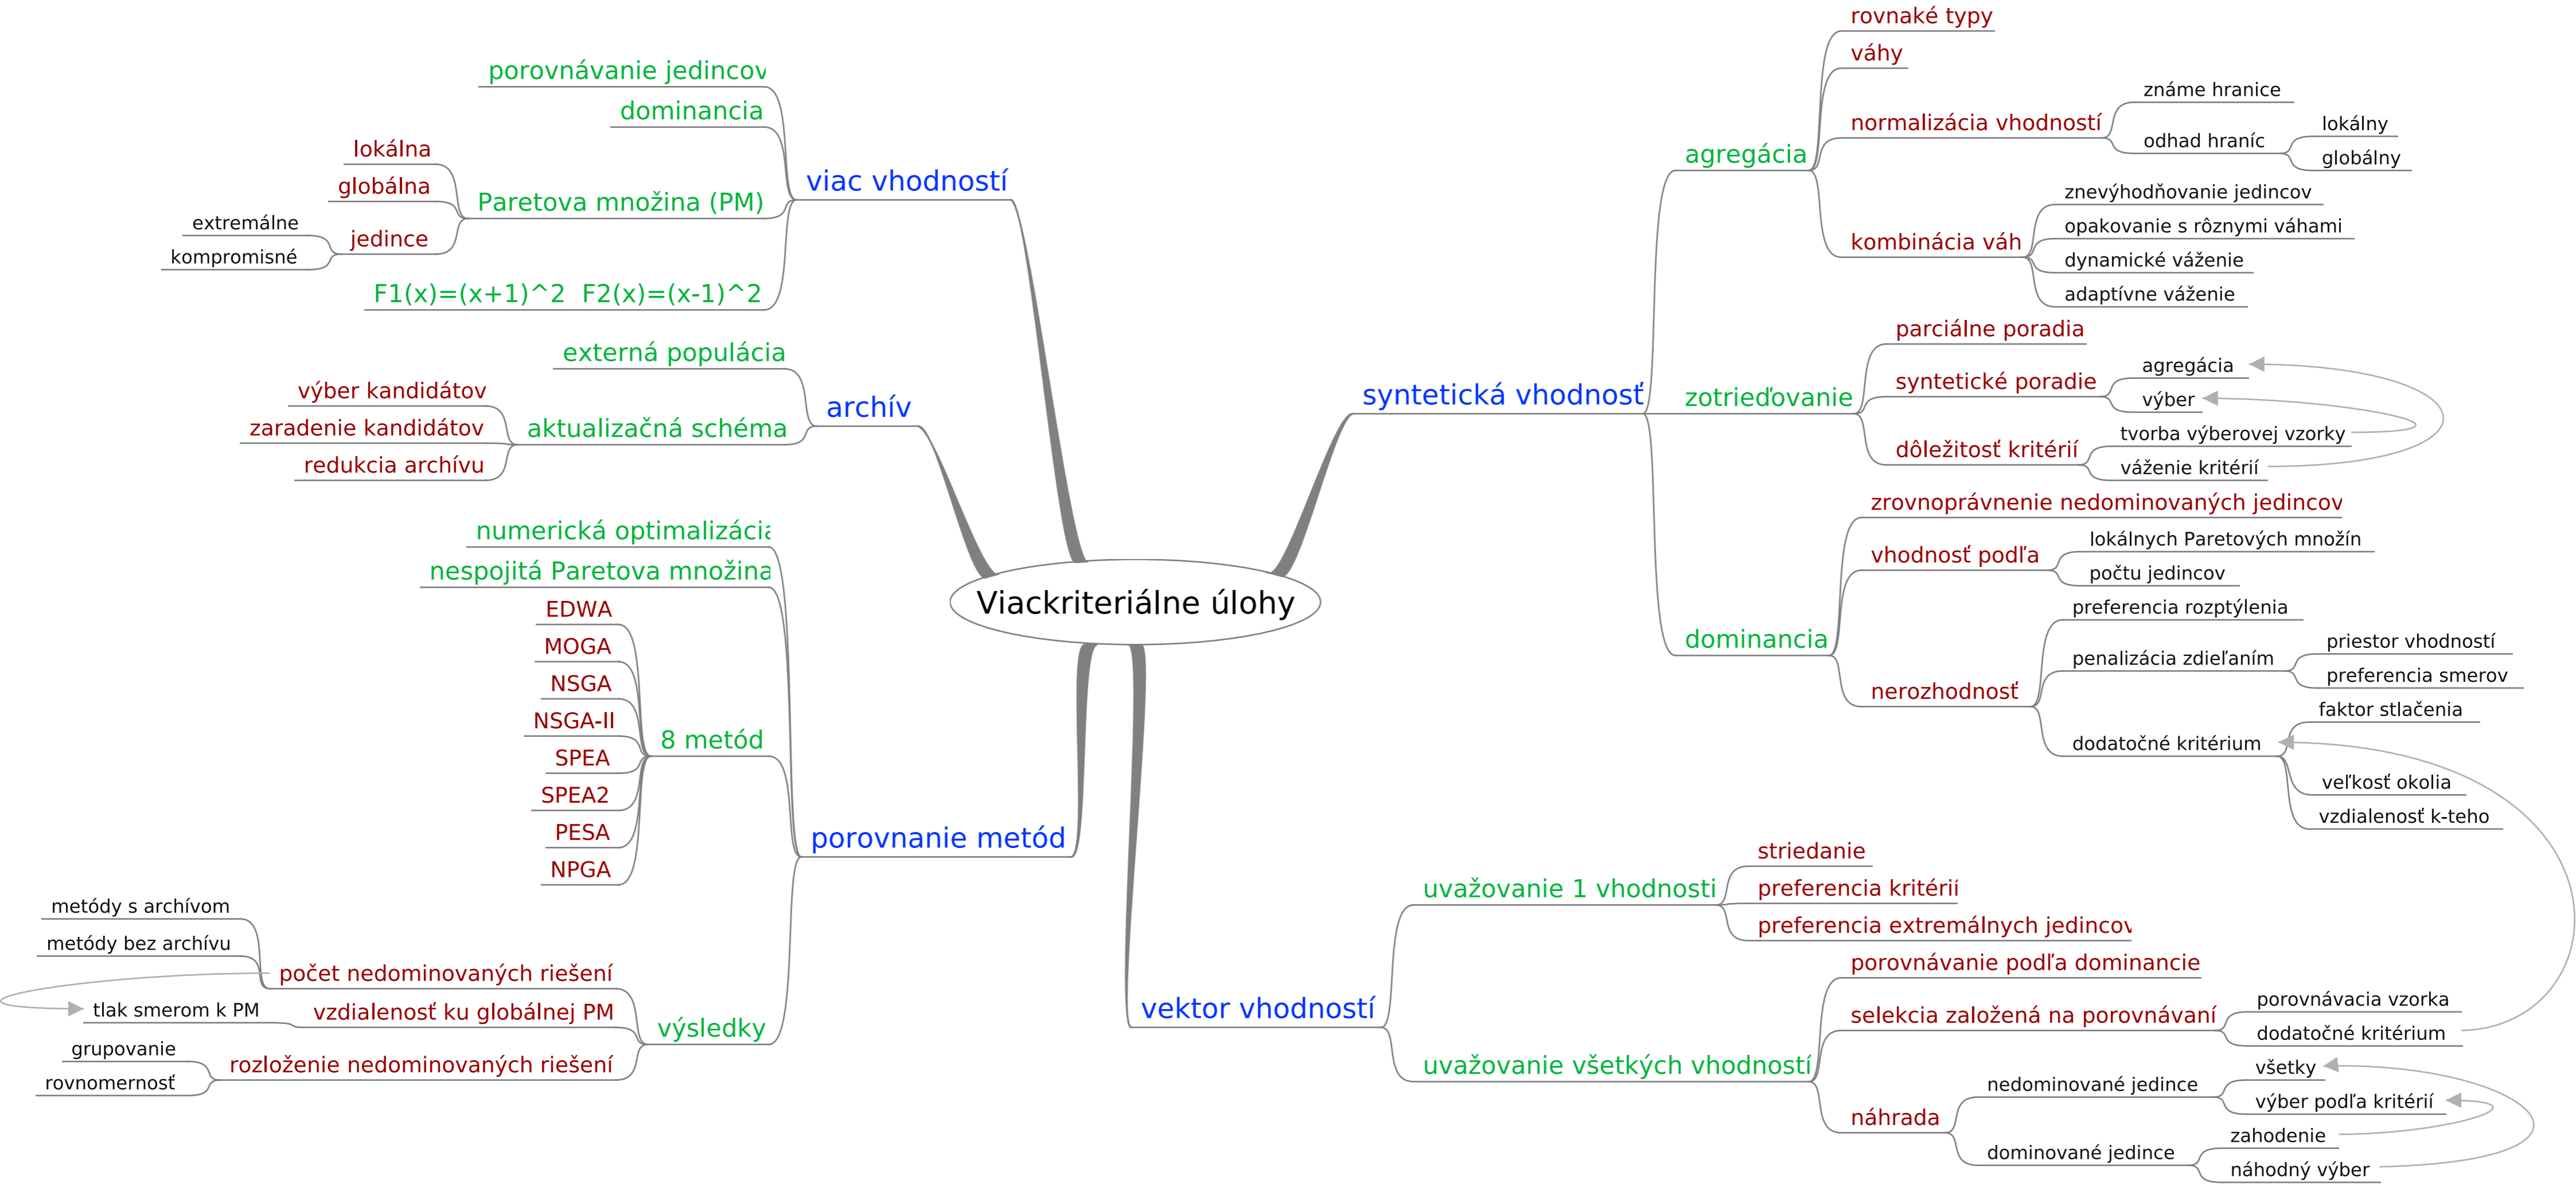 Viackriteriálne úlohy
viac vhodností
porovnávanie jedincov
dominancia
Paretova množina (PM)
lokálna
globálna
jedince
extremálne
kompromisné
F1(x)=(x+1)^2  F2(x)=(x-1)^2
archív
externá populácia
aktualizačná schéma
výber kandidátov
zaradenie kandidátov
redukcia archívu
porovnanie metód
numerická optimalizácia
nespojitá Paretova množina
8 metód
EDWA
MOGA
NSGA
NSGA-II
SPEA
SPEA2
PESA
NPGA
výsledky
počet nedominovaných riešení
metódy s archívom
metódy bez archívu
vzdialenosť ku globálnej PM
tlak smerom k PM
rozloženie nedominovaných riešení
grupovanie
rovnomernosť
syntetická vhodnosť
agregácia
rovnaké typy
váhy
normalizácia vhodností
známe hranice
odhad hraníc
lokálny
globálny
kombinácia váh
znevýhodňovanie jedincov
opakovanie s rôznymi váhami
dynamické váženie
adaptívne váženie
zotrieďovanie
parciálne poradia
syntetické poradie
agregácia
výber
dôležitosť kritérií
tvorba výberovej vzorky
váženie kritérií
dominancia
zrovnoprávnenie nedominovaných jedincov
vhodnosť podľa
lokálnych Paretových množín
počtu jedincov
nerozhodnosť
preferencia rozptýlenia
penalizácia zdieľaním
priestor vhodností
preferencia smerov
dodatočné kritérium
faktor stlačenia
veľkosť okolia
vzdialenosť k-teho
vektor vhodností
uvažovanie 1 vhodnosti
striedanie
preferencia kritérií
preferencia extremálnych jedincov
uvažovanie všetkých vhodností
porovnávanie podľa dominancie
selekcia založená na porovnávaní
porovnávacia vzorka
dodatočné kritérium
náhrada
nedominované jedince
všetky
výber podľa kritérií
dominované jedince
zahodenie
náhodný výber